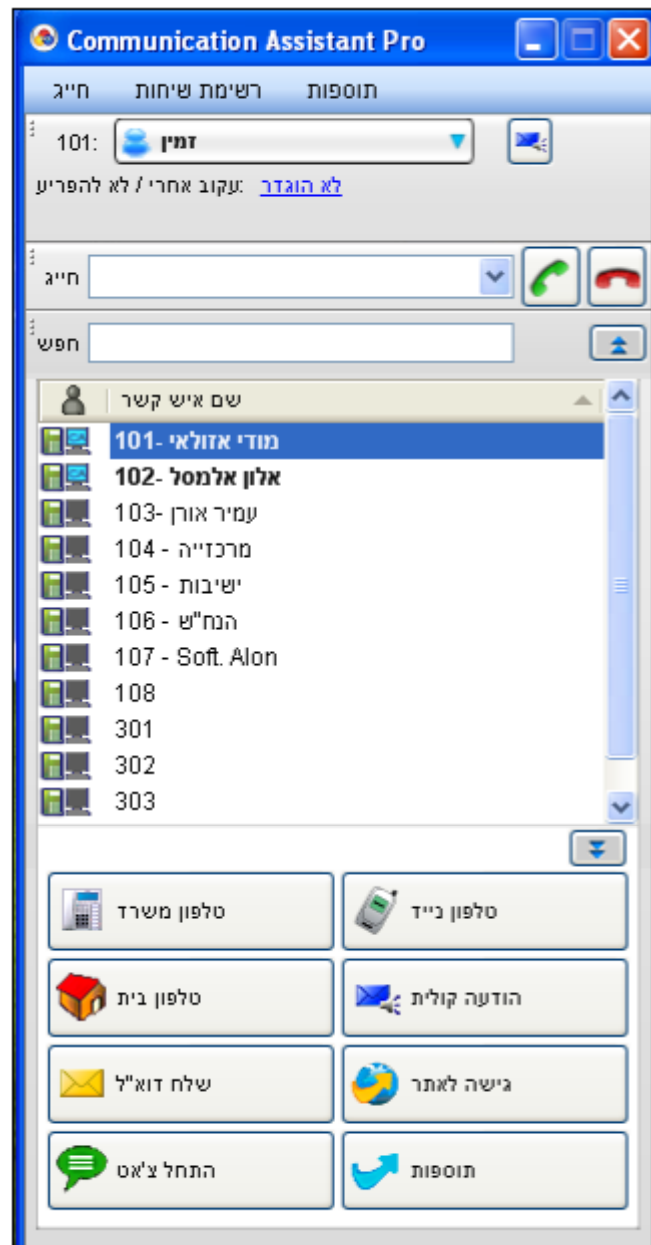 Communication Assistant Pro
חייג רשימת שיחות תוספות
101: זמין
עקוב אחרי / לא להפריע: לא הוגדר
חייג
חפש
שם איש קשר
101- מודי אזולאי
102- אלון אלמסל
103- עמיר אורן
104 - מרכזייה
105 - ישיבות
106 - הנח"ש
107 - Soft. Alon
108
301
302
303
טלפון משרד
טלפון נייד
טלפון בית
הודעה קולית
שלח דוא"ל
גישה לאתר
התחל צ'אט
תוספות